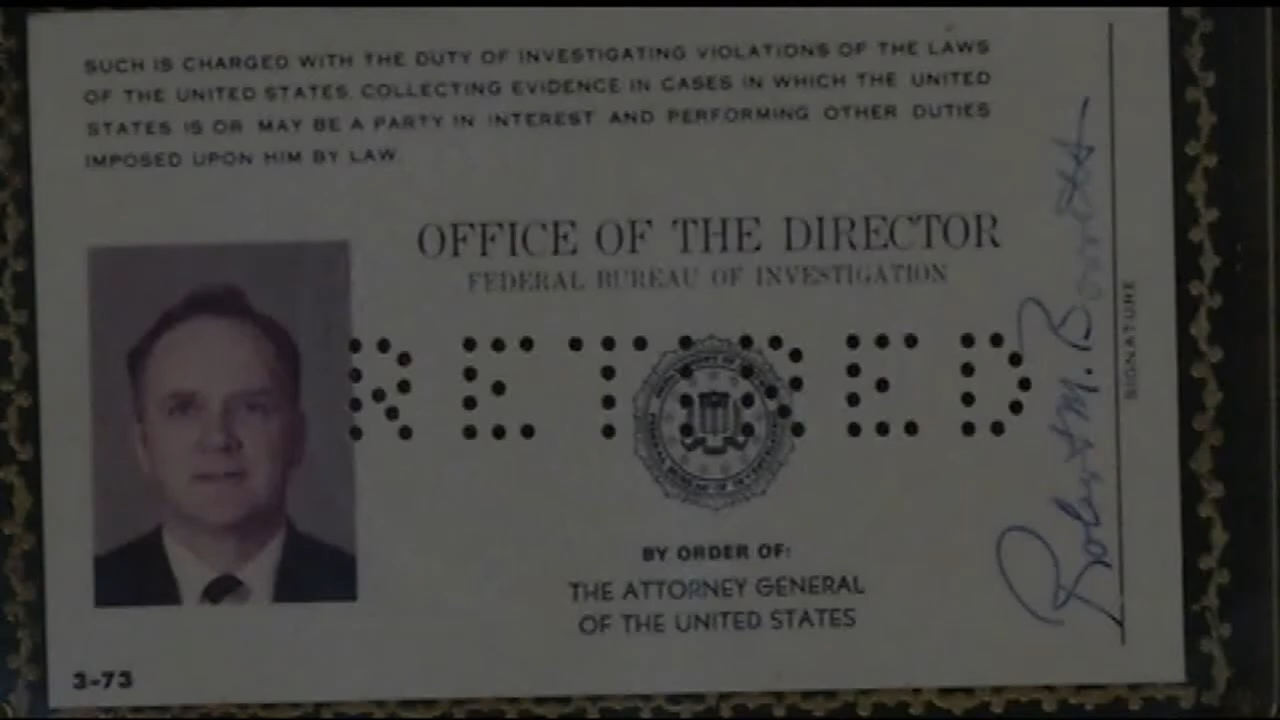 SUCH IS CHARGED WITH THE DUTY OF INVESTIGATING VIOLATIONS OF THE LAWS
OF THE UNITED STATES, COLLECTING EVIDENCE IN CASES IN WHICH THE UNITED
STATES IS OR MAY BE A PARTY IN INTEREST AND PERFORMING OTHER DUTIES
IMPOSED UPON HIM BY LAW
OFFICE OF THE DIRECTOR
FEDERAL BUREAU OF INVESTIGATION
RETIRED
BY ORDER OF:
THE ATTORNEY GENERAL
OF THE UNITED STATES
3-73
Robert M.
SIGNATURE